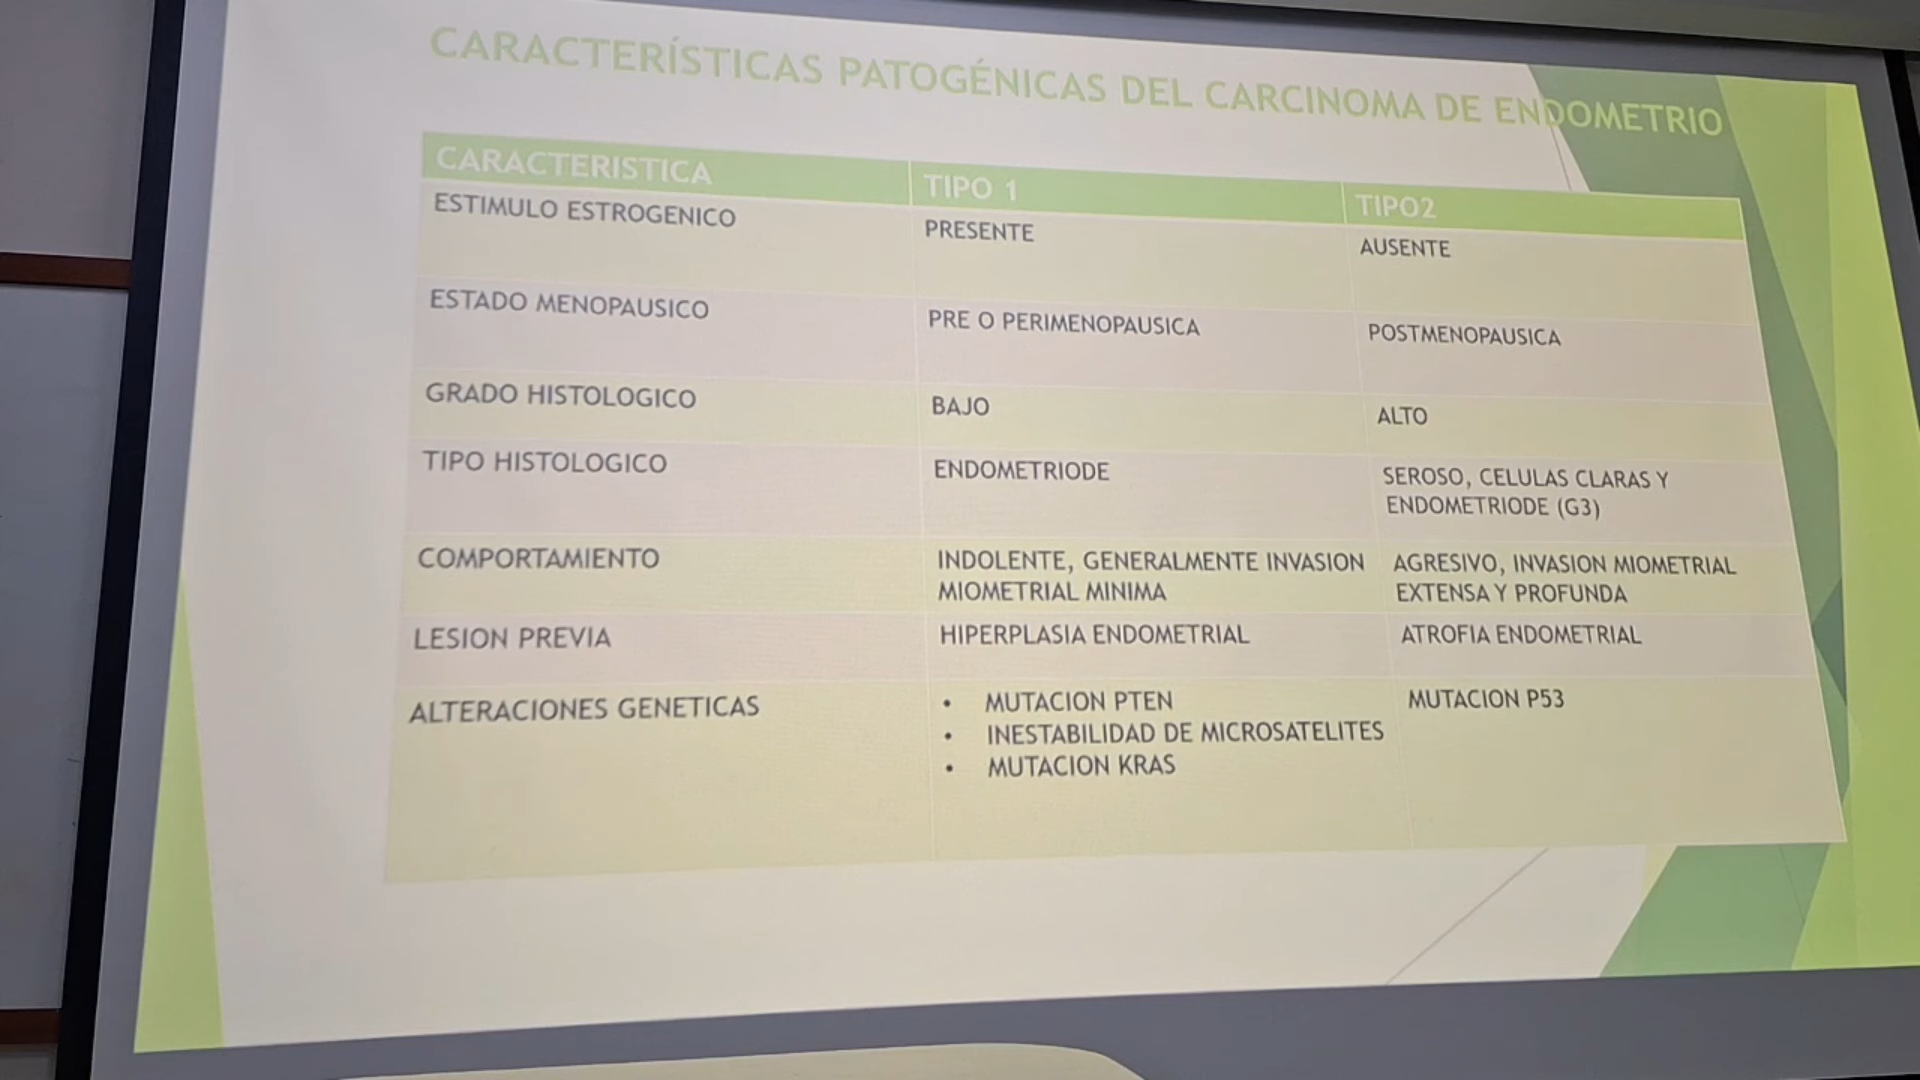 CARACTERÍSTICAS PATOGÉNICAS DEL CARCINOMA DE ENDOMETRIO
CARACTERISTICA TIPO 1 TIPO2
ESTIMULO ESTROGENICO PRESENTE AUSENTE
ESTADO MENOPAUSICO PRE O PERIMENOPAUSICA POSTMENOPAUSICA
GRADO HISTOLOGICO BAJO ALTO
TIPO HISTOLOGICO ENDOMETRIODE SEROSO, CELULAS CLARAS Y
ENDOMETRIODE (G3)
COMPORTAMIENTO INDOLENTE, GENERALMENTE INVASION AGRESIVO, INVASION MIOMETRIAL
MIOMETRIAL MINIMA EXTENSA Y PROFUNDA
LESION PREVIA HIPERPLASIA ENDOMETRIAL ATROFIA ENDOMETRIAL
ALTERACIONES GENETICAS • MUTACION PTEN MUTACION P53
• INESTABILIDAD DE MICROSATELITES
• MUTACION KRAS